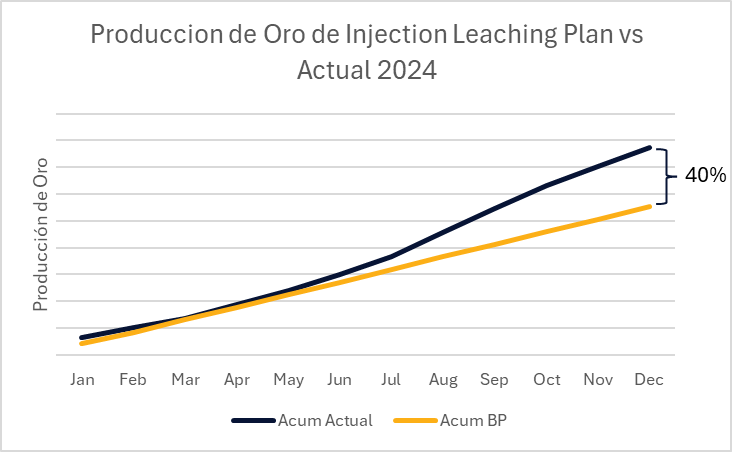 Produccion de Oro de Injection Leaching Plan vs
Actual 2024
Producción de Oro
40%
Jan Feb Mar Apr May Jun Jul Aug Sep Oct Nov Dec
Acum Actual Acum BP